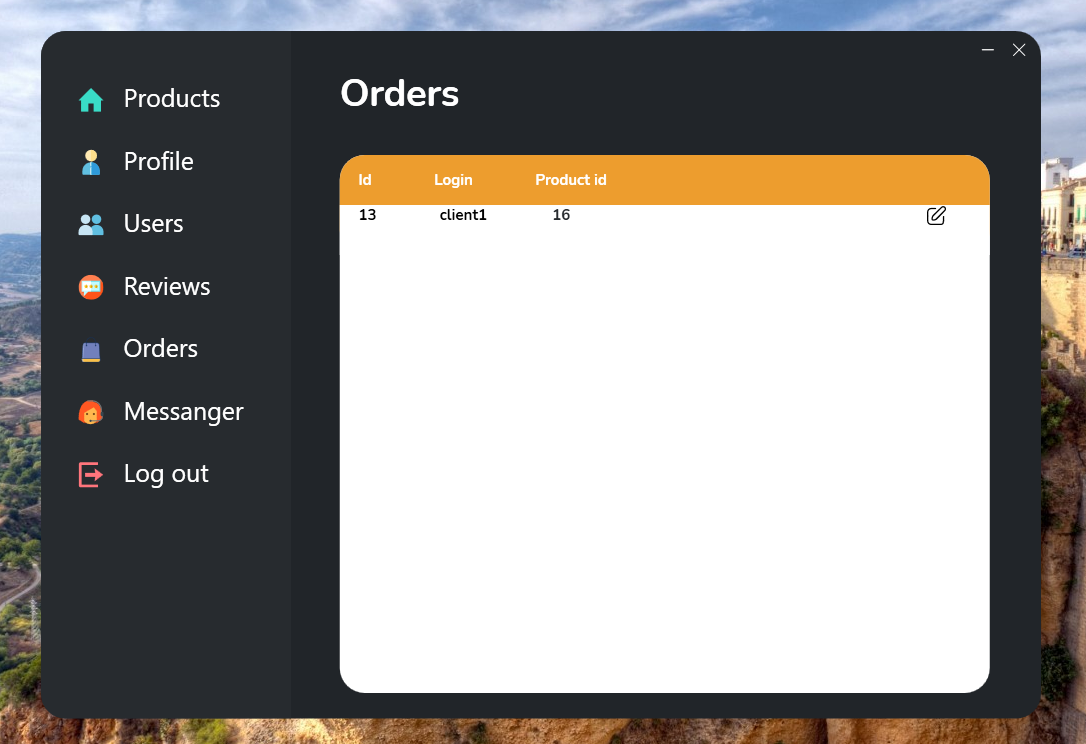 Products
Profile
Users
Reviews
Orders
Messanger
Log out
Orders
Id Login Product id
13 client1 16